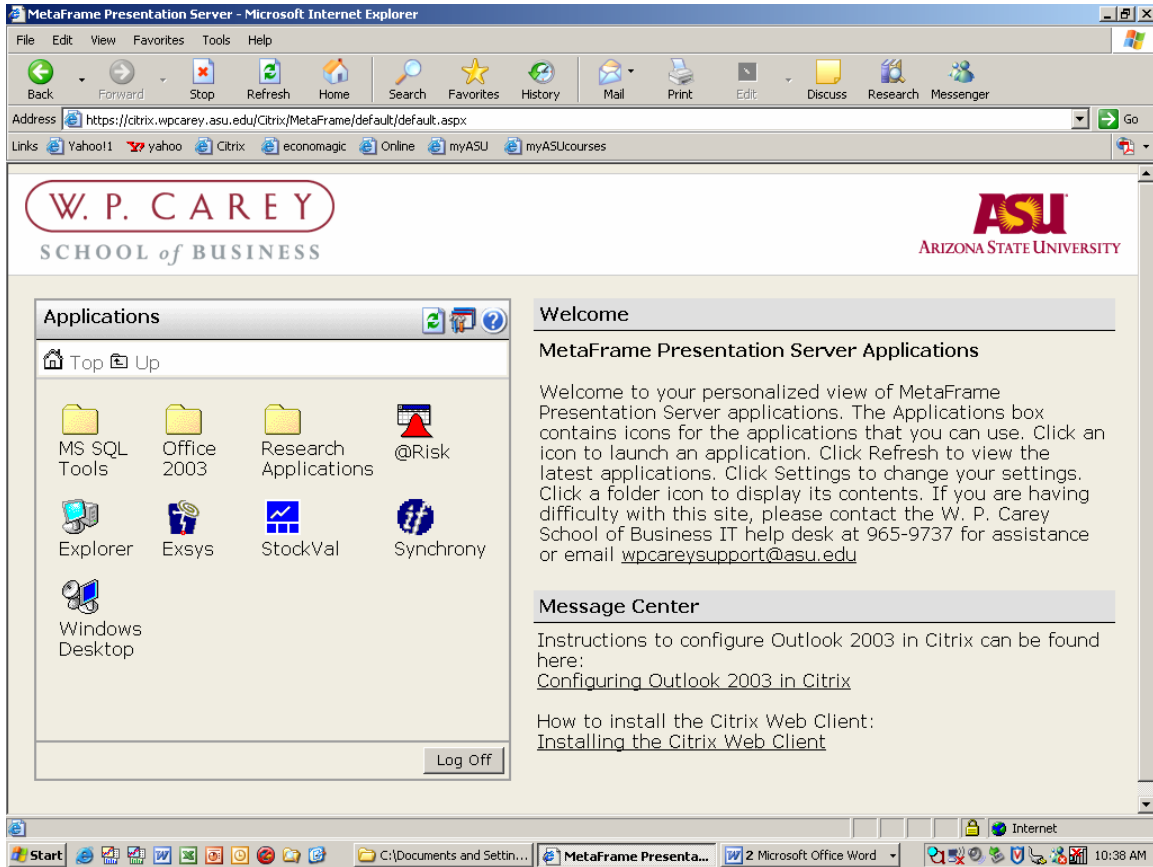 MetaFrame Presentation Server - Microsoft Internet Explorer
File Edit View Favorites Tools Help
Back Forward Stop Refresh Home Search Favorites History Mail Print Edit Discuss Research Messenger
Address https://citrix.wpcarey.asu.edu/Citrix/MetaFrame/default/default.aspx Go
Links Yahoo!1 yahoo Citrix economagic Online myASU myASUcourses
W. P. CAREY
SCHOOL of BUSINESS
ASU
ARIZONA STATE UNIVERSITY
Applications
Top Up
MS SQL Tools
Office 2003
Research Applications
@Risk
Explorer
Exsys
StockVal
Synchrony
Windows Desktop
Log Off
Welcome
MetaFrame Presentation Server Applications
Welcome to your personalized view of MetaFrame
Presentation Server applications. The Applications box
contains icons for the applications that you can use. Click an
icon to launch an application. Click Refresh to view the
latest applications. Click Settings to change your settings.
Click a folder icon to display its contents. If you are having
difficulty with this site, please contact the W. P. Carey
School of Business IT help desk at 965-9737 for assistance
or email wpcareysupport@asu.edu
Message Center
Instructions to configure Outlook 2003 in Citrix can be found
here:
Configuring Outlook 2003 in Citrix
How to install the Citrix Web Client:
Installing the Citrix Web Client
Internet
Start C:\Documents and Settin... MetaFrame Presenta... 2 Microsoft Office Word 10:38 AM